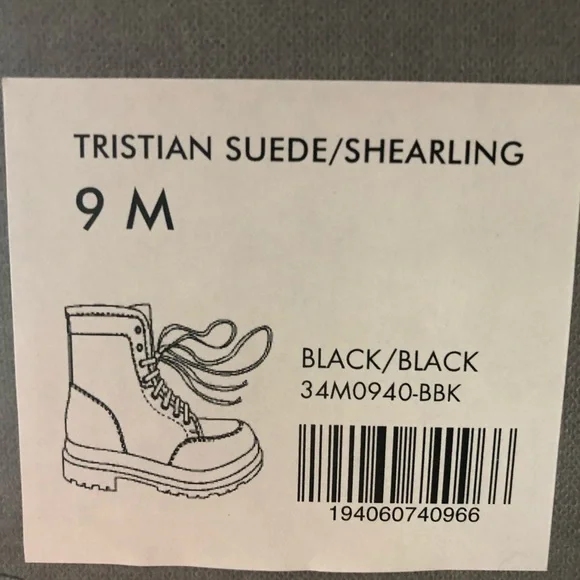 TRISTIAN SUEDE/SHEARLING
9 M
BLACK/BLACK
34M0940-BBK
194060740966